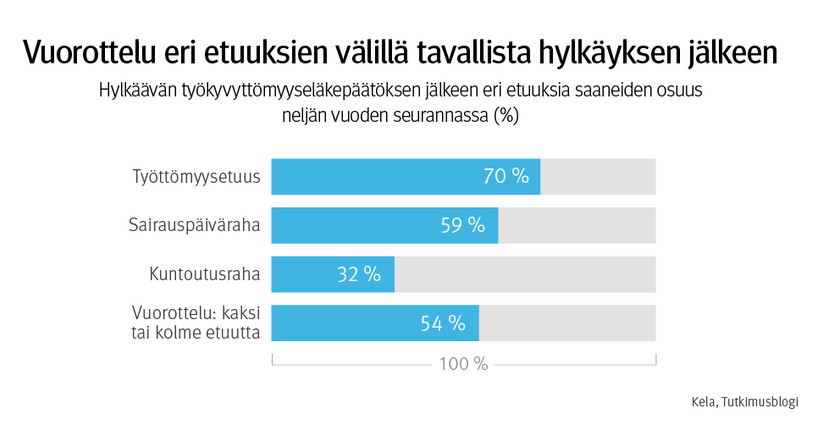 Vuorottelu eri etuuksien välillä tavallista hylkäyksen jälkeen
Hylkäävän työkyvyttömyyseläkepäätöksen jälkeen eri etuuksia saaneiden osuus
neljän vuoden seurannassa (%)
Työttömyysetuus
70 %
Sairauspäiväraha
59 %
Kuntoutusraha
32 %
Vuorottelu: kaksi
tai kolme etuutta
54 %
100 %
Kela, Tutkimusblogi